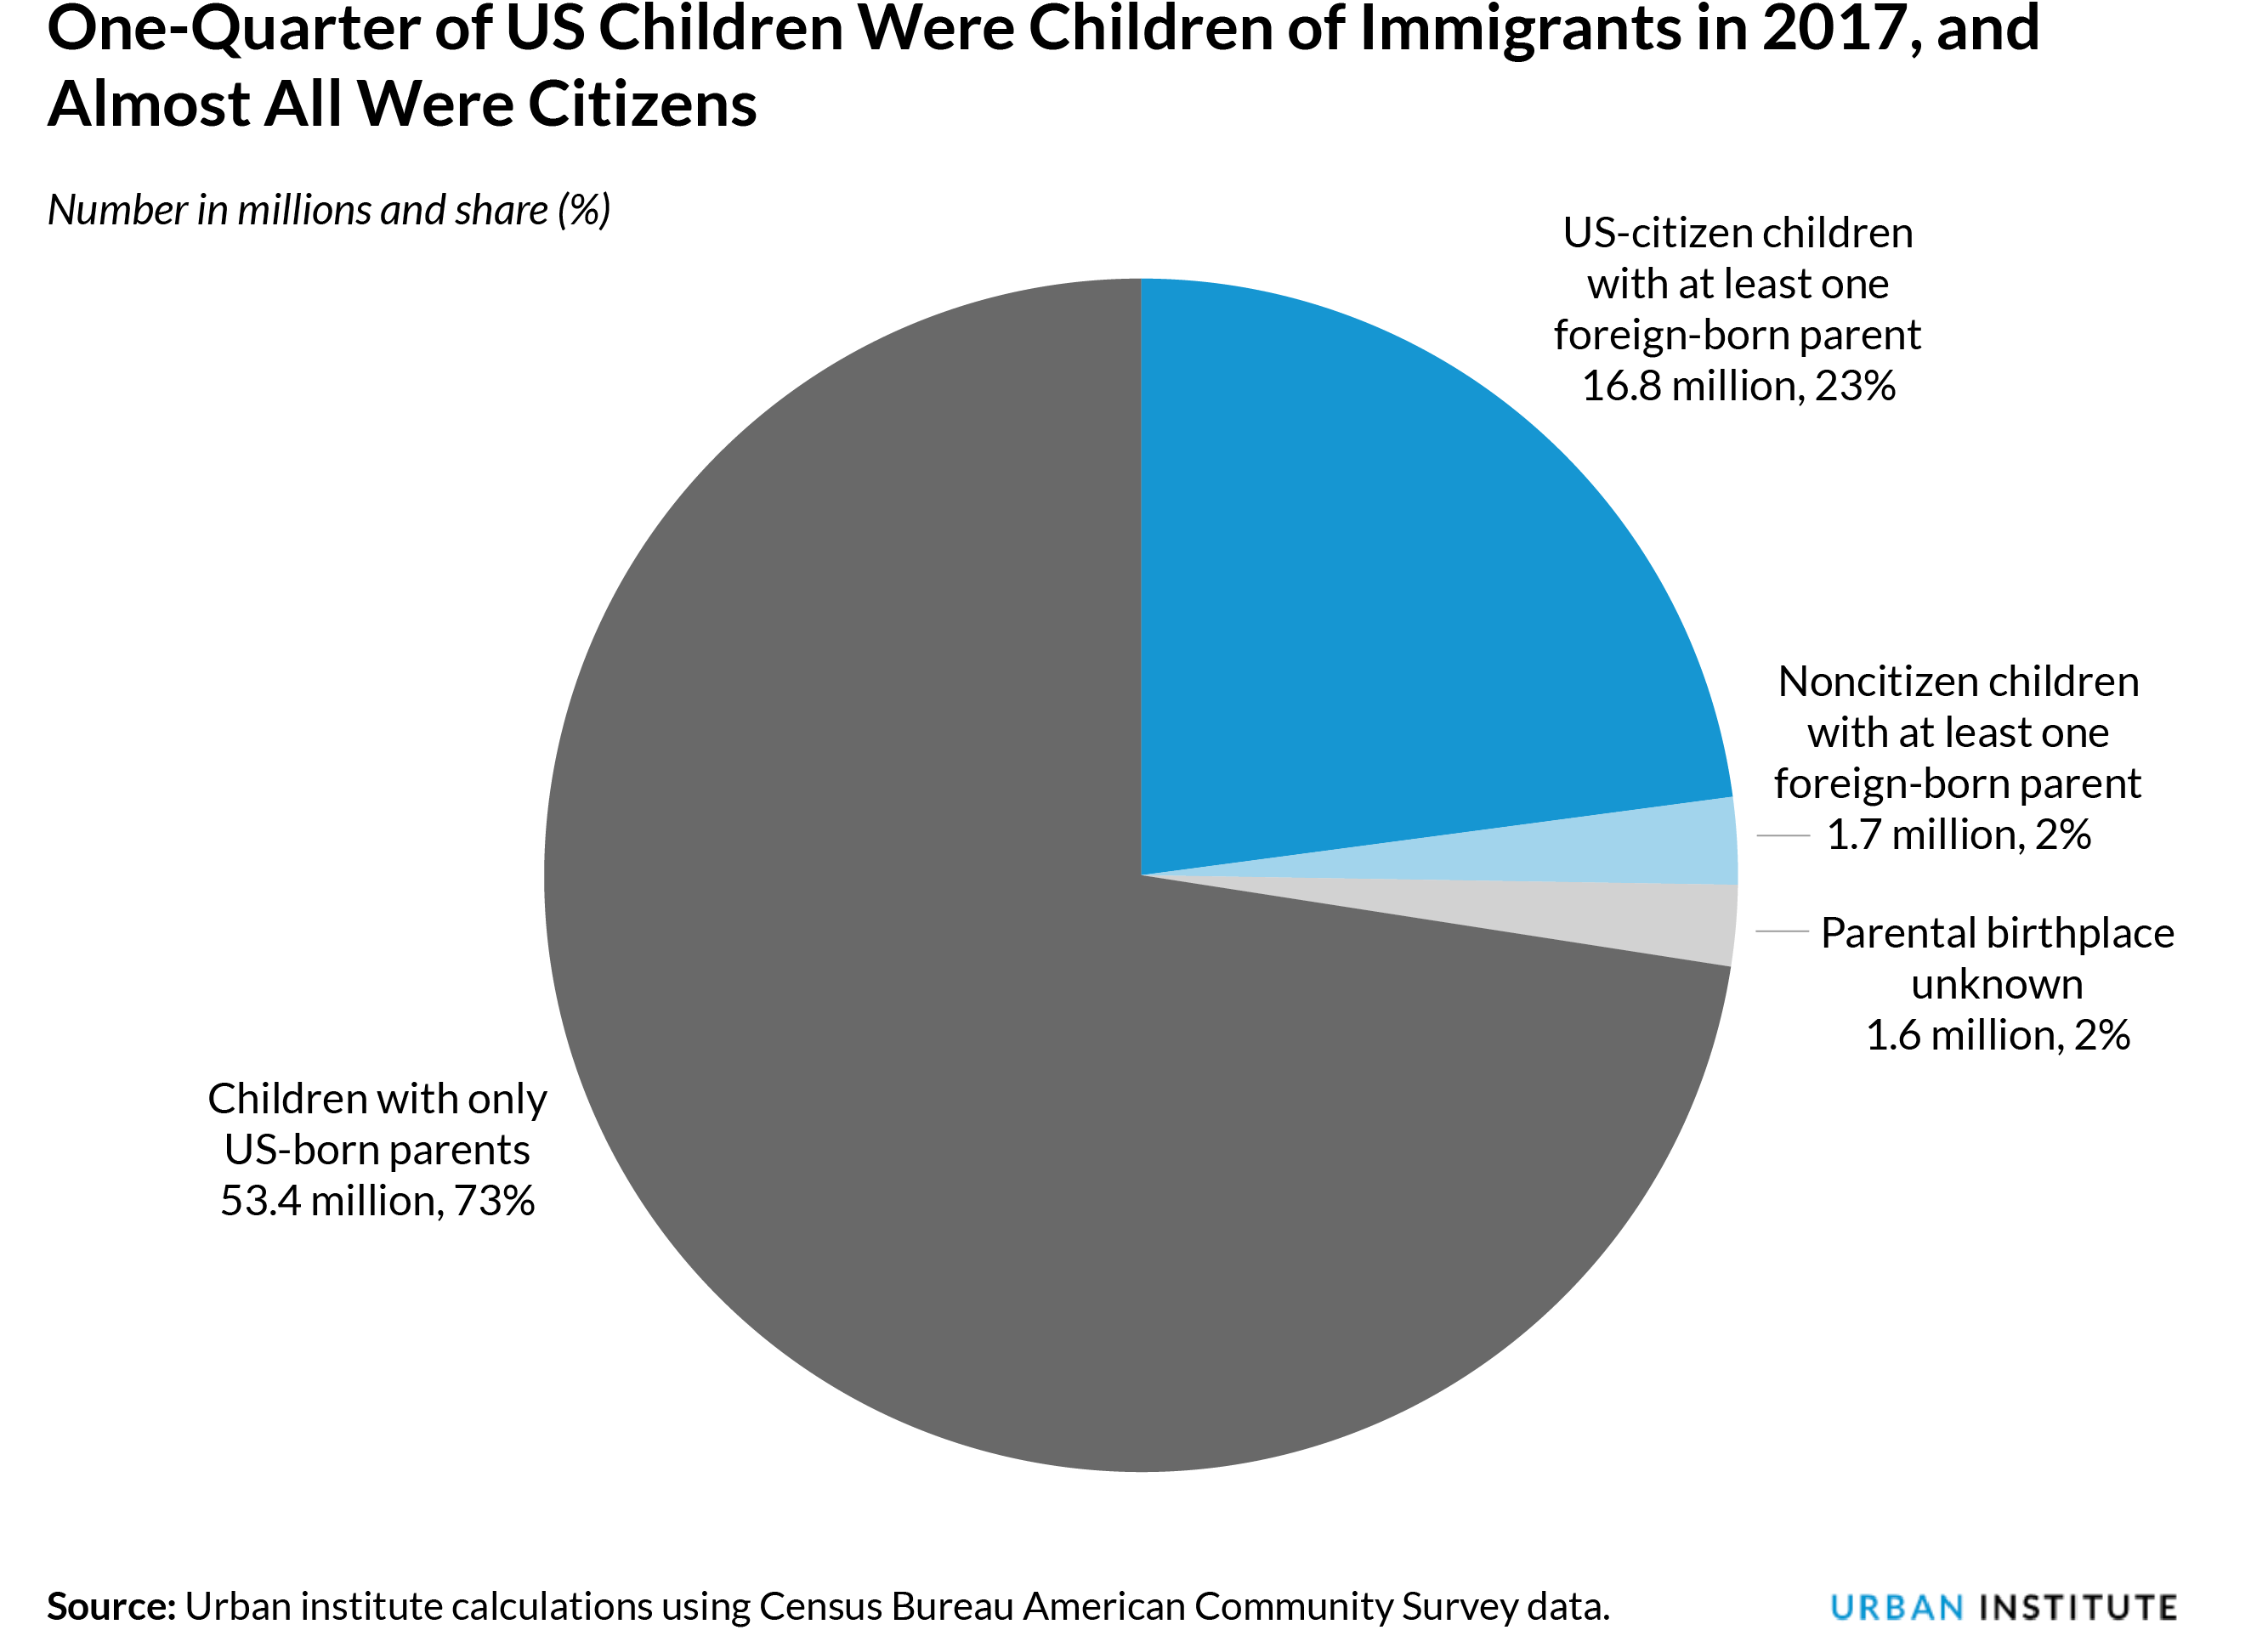 One-Quarter of US Children Were Children of Immigrants in 2017, and
Almost All Were Citizens
Number in millions and share (%)
US-citizen children
with at least one
foreign-born parent
16.8 million, 23%
Noncitizen children
with at least one
foreign-born parent
1.7 million, 2%
Parental birthplace
unknown
1.6 million, 2%
Children with only
US-born parents
53.4 million, 73%
Source: Urban institute calculations using Census Bureau American Community Survey data.
URBAN INSTITUTE